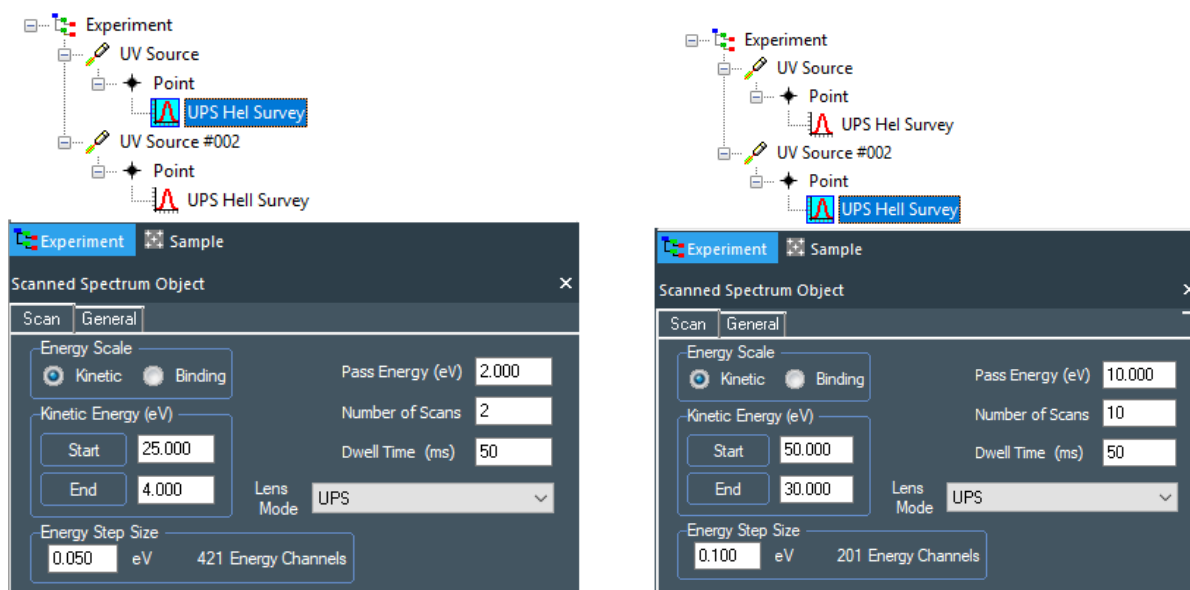 Experiment
UV Source
Point
UPS HeI Survey
UV Source #002
Point
UPS HeII Survey
Experiment Sample
Scanned Spectrum Object ×
Scan General
Energy Scale
Kinetic Binding
Pass Energy (eV) 2.000
Kinetic Energy (eV)
Number of Scans 2
Start 25.000
Dwell Time (ms) 50
End 4.000
Lens Mode UPS
Energy Step Size
0.050 eV 421 Energy Channels
Experiment
UV Source
Point
UPS HeI Survey
UV Source #002
Point
UPS HeII Survey
Experiment Sample
Scanned Spectrum Object ×
Scan General
Energy Scale
Kinetic Binding
Pass Energy (eV) 10.000
Kinetic Energy (eV)
Number of Scans 10
Start 50.000
Dwell Time (ms) 50
End 30.000
Lens Mode UPS
Energy Step Size
0.100 eV 201 Energy Channels